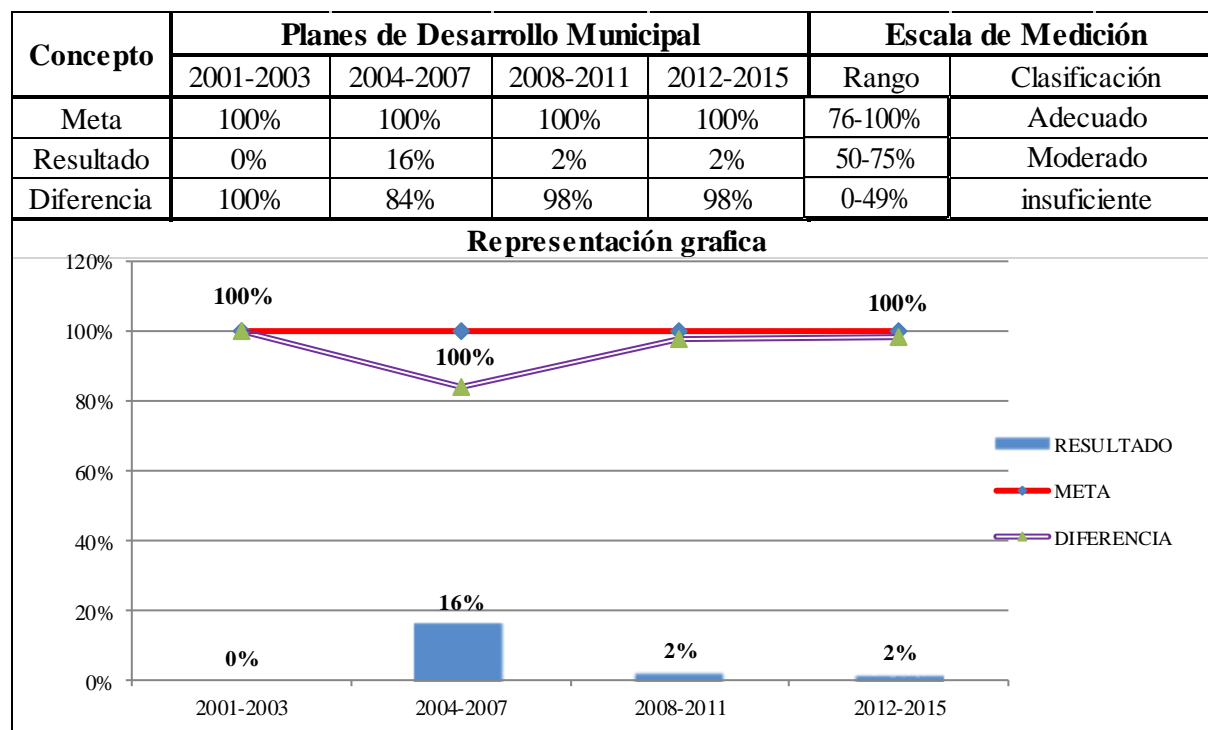 Concepto Planes de Desarrollo Municipal Escala de Medición
2001-2003 2004-2007 2008-2011 2012-2015 Rango Clasificación
Meta 100% 100% 100% 100% 76-100% Adecuado
Resultado 0% 16% 2% 2% 50-75% Moderado
Diferencia 100% 84% 98% 98% 0-49% insuficiente
Representación grafica
120%
100% 100%
100%
100%
80%
60%
40%
20%
0%
0% 16% 2% 2%
2001-2003 2004-2007 2008-2011 2012-2015
RESULTADO
META
DIFERENCIA